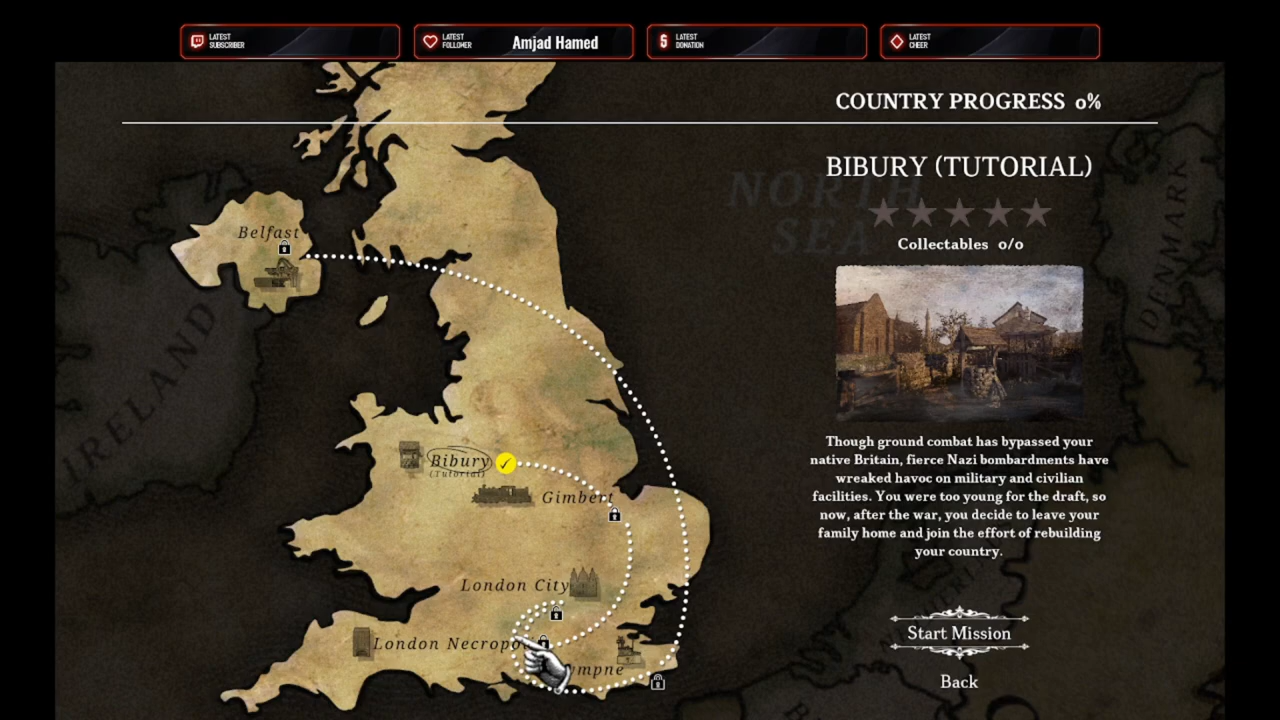 LATEST
SUBSCRIBER
LATEST
FOLLOWER
Amjad Hamed
LATEST
DONATION
LATEST
CHEER
COUNTRY PROGRESS 0%
BIBURY (TUTORIAL)
NORTH
SEA
Collectables 0/0
Belfast
IRELAND
DENMARK
Bibury
(Tutorial)
Gimbert
London City
London Necropo
ympne
Though ground combat has bypassed your
native Britain, fierce Nazi bombardments have
wreaked havoc on military and civilian
facilities. You were too young for the draft, so
now, after the war, you decide to leave your
family home and join the effort of rebuilding
your country.
Start Mission
Back